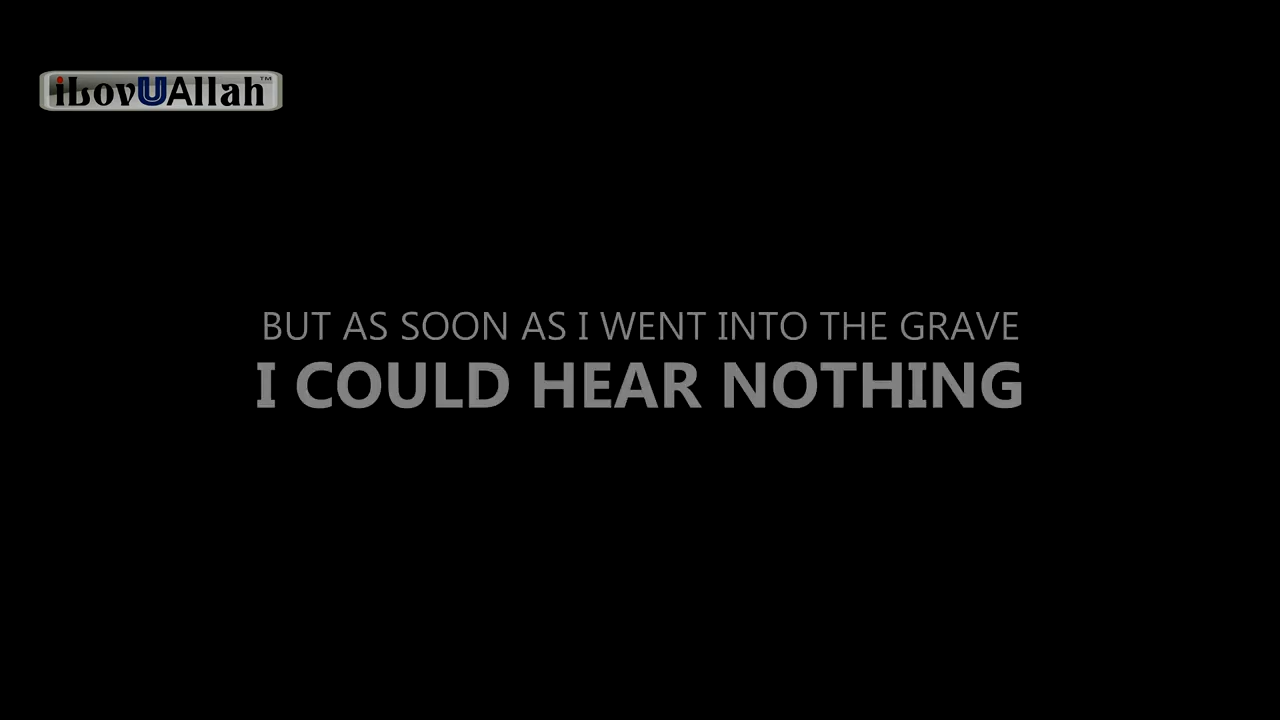 iLovUAllah™
BUT AS SOON AS I WENT INTO THE GRAVE
I COULD HEAR NOTHING